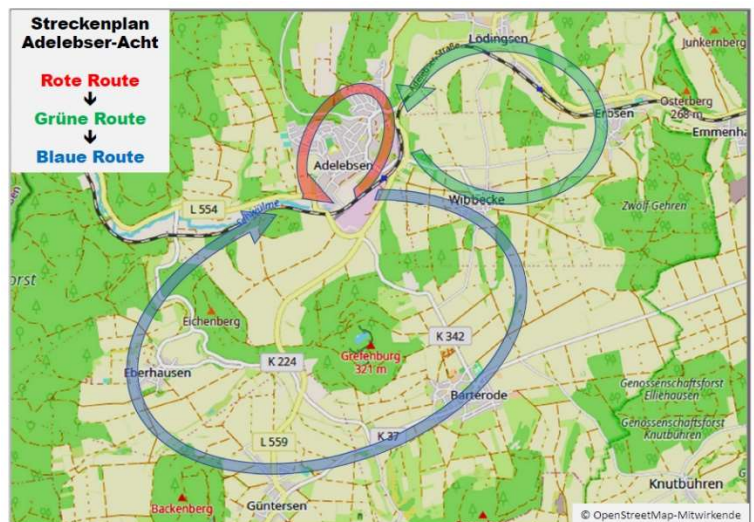 Streckenplan
Adelebser-Acht
Rote Route
Grüne Route
Blaue Route
Lödingsen
Junkernberg
Osterberg
268 m
Erbsen
Emmenha
Adelebsen
Wibbecke
L 554
Schwülme
Zwölf-Gehren
orst
Eichenberg
K 342
Grefenburg
321 m
K 224
Eberhausen
Barterode
Genossenschaftsforst
Elliehausen
Genossenschaftsforst
Knutbühren
K 37
L 559
Knutbühren
Backenberg
Güntersen
© OpenStreetMap-Mitwirkende